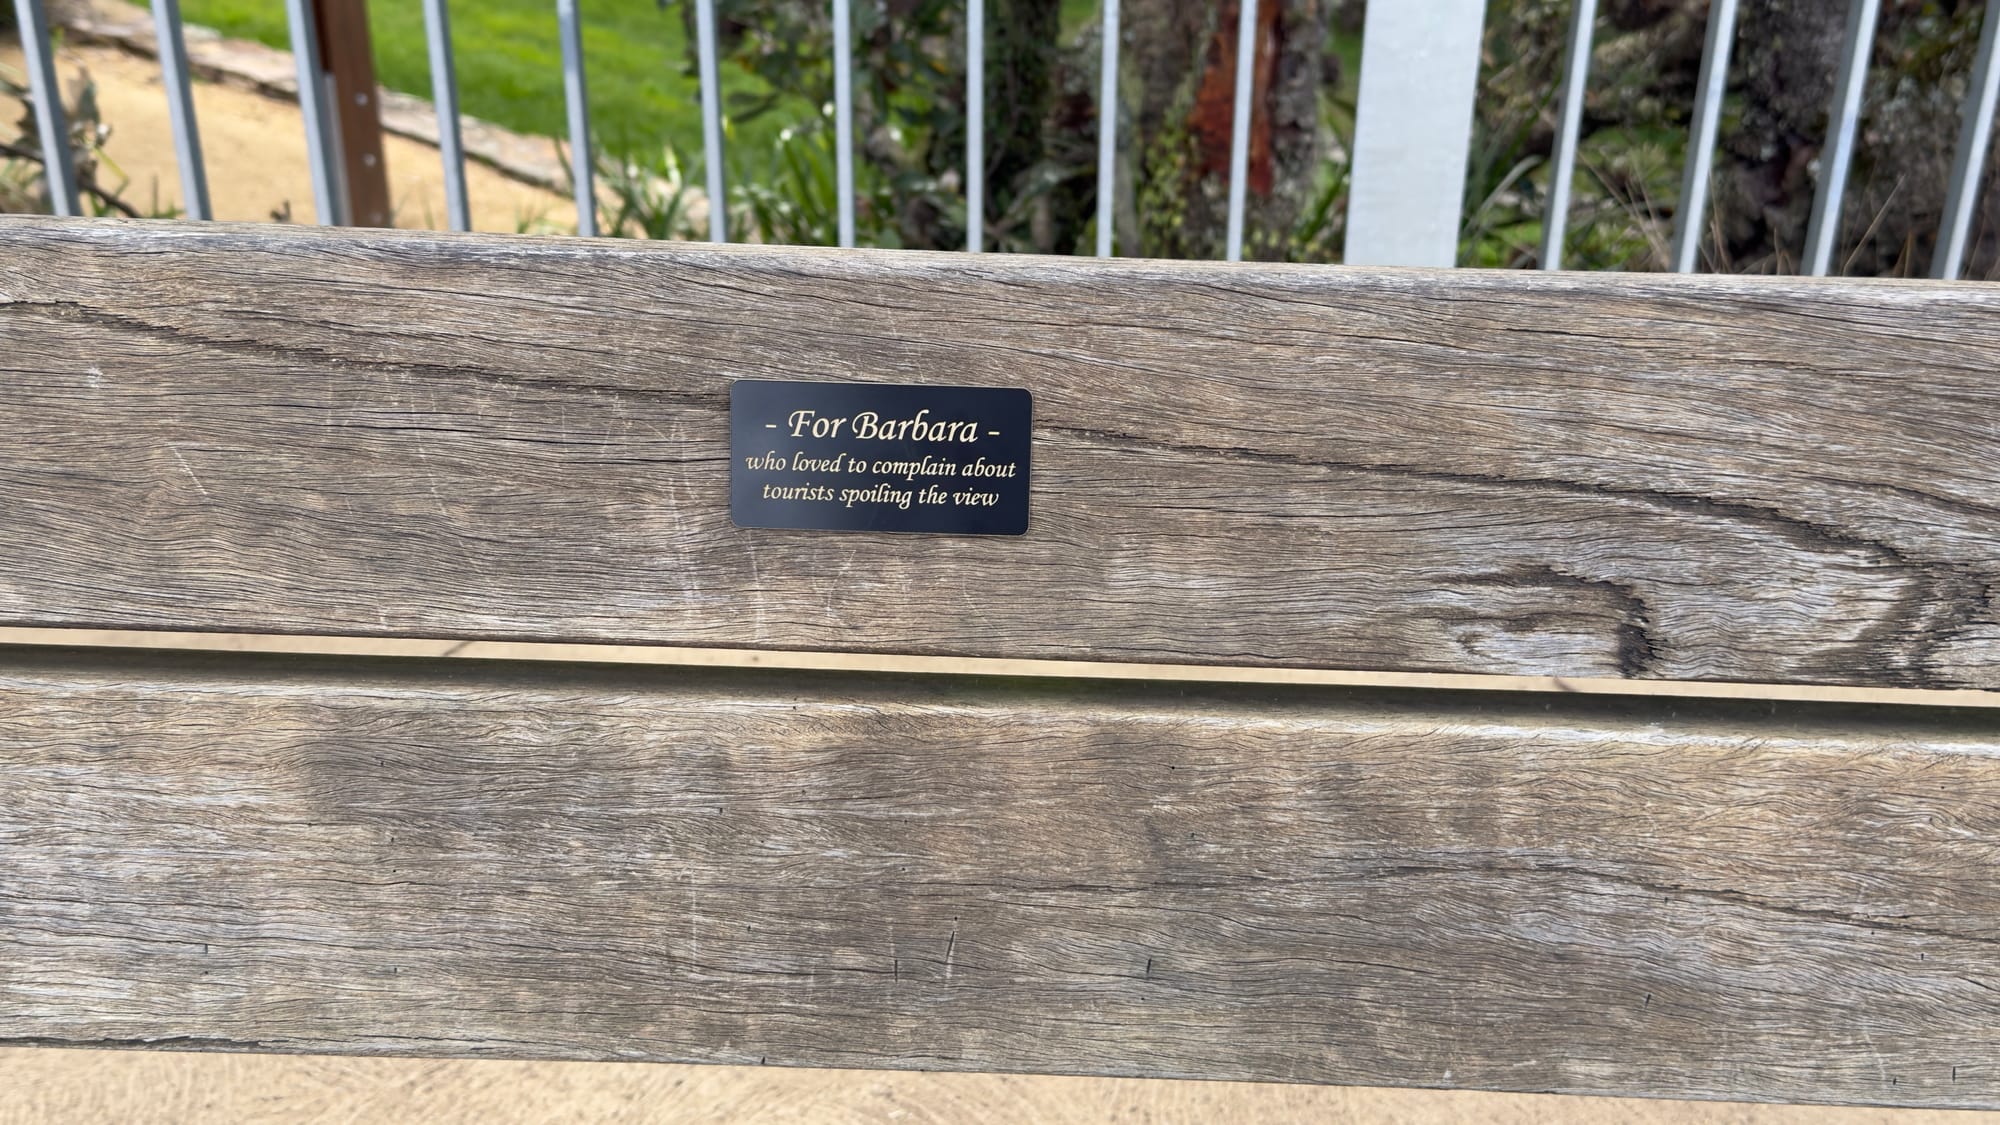 - For Barbara -
who loved to complain about
tourists spoiling the view